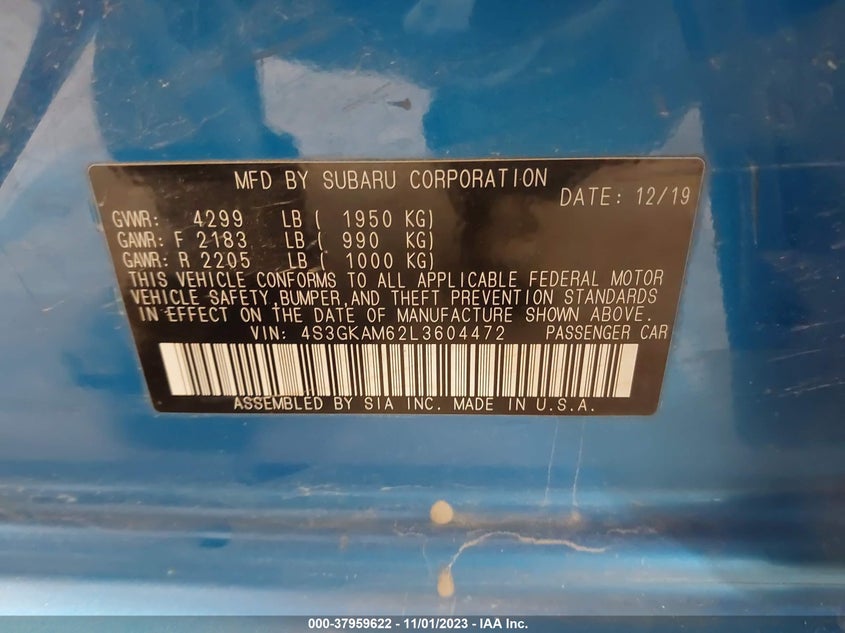 MFD BY SUBARU CORPORATION
DATE: 12/19
GVWR: 4299 LB ( 1950 KG)
GAWR: F 2183 LB ( 990 KG)
GAWR: R 2205 LB ( 1000 KG)
THIS VEHICLE CONFORMS TO ALL APPLICABLE FEDERAL MOTOR
VEHICLE SAFETY,BUMPER,AND THEFT PREVENTION STANDARDS
IN EFFECT ON THE DATE OF MANUFACTURE SHOWN ABOVE.
VIN: 4S3GKAM62L3604472 PASSENGER CAR
ASSEMBLED BY SIA INC. MADE IN U.S.A.
000-37959622 - 11/01/2023 - IAA Inc.